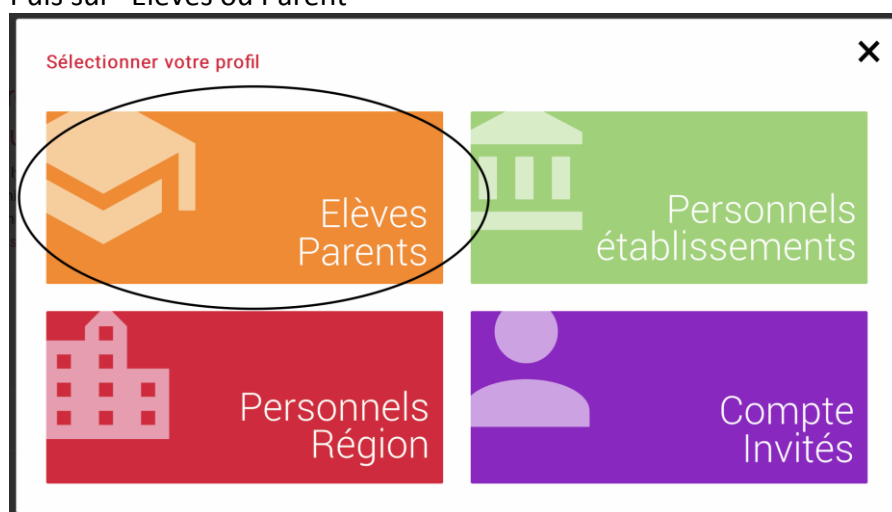 Sélectionner votre profil
Elèves
Parents
Personnels
établissements
Personnels
Région
Compte
Invités